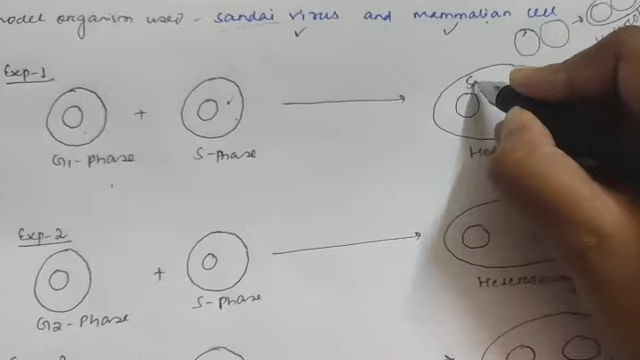 model organism used - sandai virus and mammalian cell
Exp-1
+
G1-Phase
S-Phase
Exp-2
+
G2-Phase
S-Phase